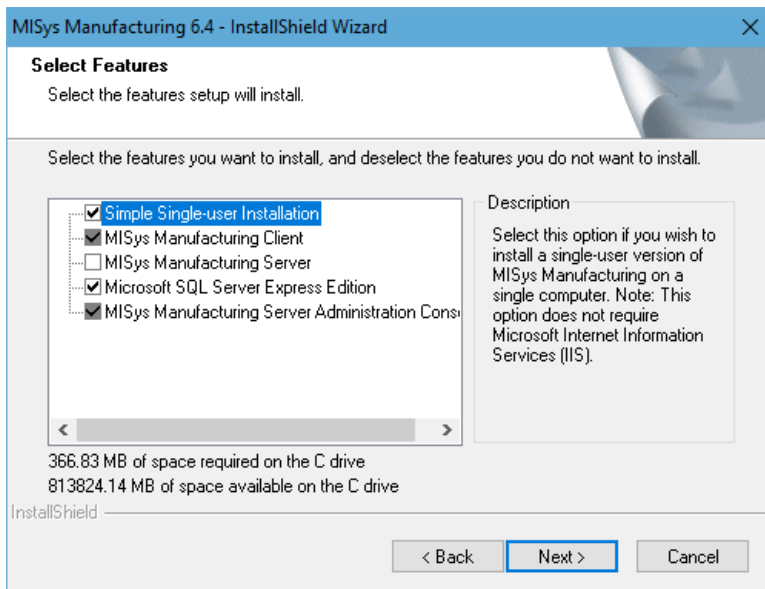 MISys Manufacturing 6.4 - InstallShield Wizard
Select Features
Select the features setup will install.
Select the features you want to install, and deselect the features you do not want to install.
Simple Single-user Installation
MISys Manufacturing Client
MISys Manufacturing Server
Microsoft SQL Server Express Edition
MISys Manufacturing Server Administration Cons
Description
Select this option if you wish to
install a single-user version of
MISys Manufacturing on a
single computer. Note: This
option does not require
Microsoft Internet Information
Services (IIS).
366.83 MB of space required on the C drive
813824.14 MB of space available on the C drive
InstallShield
< Back
Next >
Cancel